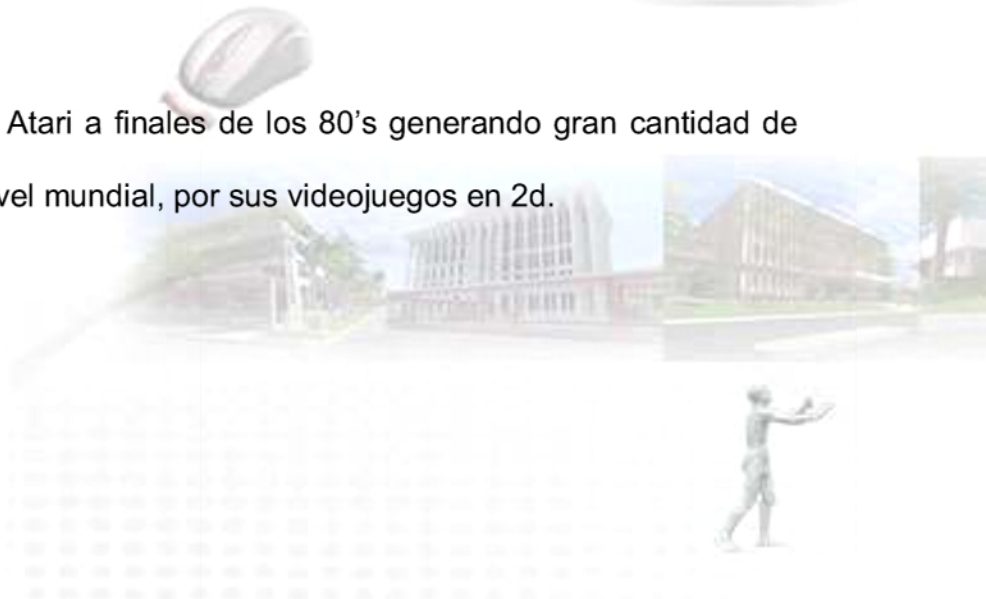 Atari a finales de los 80’s generando gran cantidad de
vel mundial, por sus videojuegos en 2d.